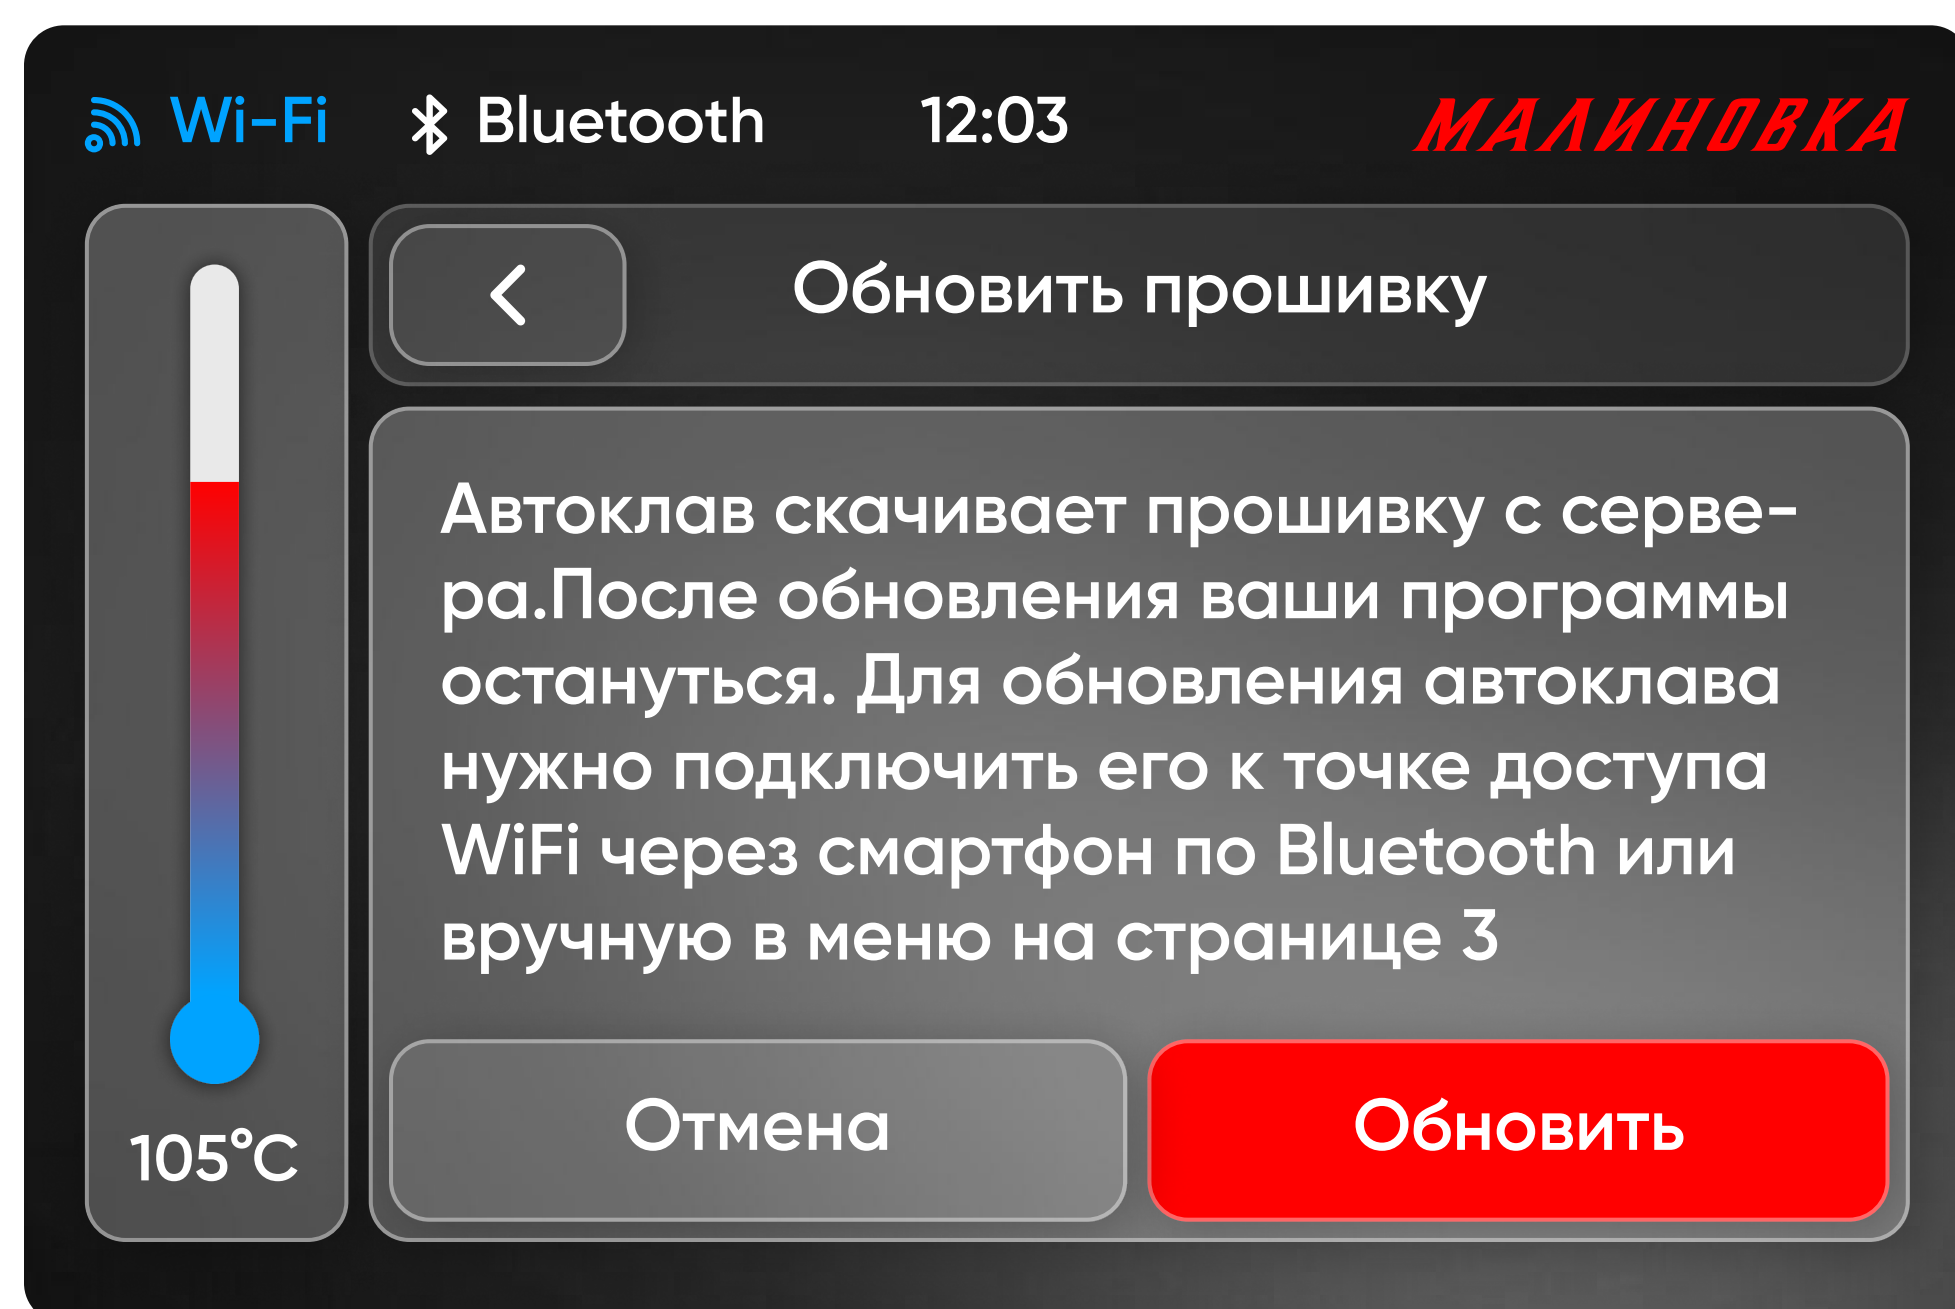 Wi-Fi
Bluetooth
12:03
МАЛИНОВКА
Обновить прошивку
Автоклав скачивает прошивку с серве-
ра.После обновления ваши программы
остануться. Для обновления автоклава
нужно подключить его к точке доступа
WiFi через смартфон по Bluetooth или
вручную в меню на странице 3
105°C
Отмена
Обновить